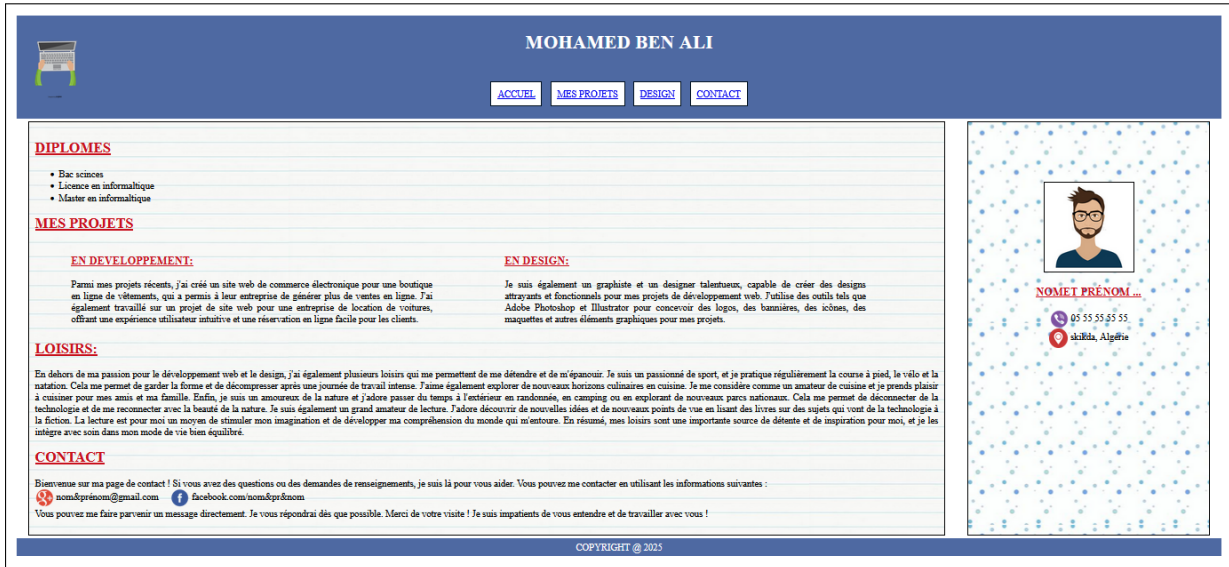 MOHAMED BEN ALI
ACCUEL MES PROJETS DESIGN CONTACT
DIPLOMES
Bac scinces
Licence en informaltique
Master en informaltique
MES PROJETS
EN DEVELOPPEMENT:
Parmi mes projets récents, j'ai créé un site web de commerce électronique pour une boutique
en ligne de vêtements, qui a permis à leur entreprise de générer plus de ventes en ligne. J'ai
également travaillé sur un projet de site web pour une entreprise de location de voitures,
offrant une expérience utilisateur intuitive et une réservation en ligne facile pour les clients.
EN DESIGN:
Je suis également un graphiste et un designer talentueux, capable de créer des designs
attrayants et fonctionnels pour mes projets de développement web. J'utilise des outils tels que
Adobe Photoshop et Illustrator pour concevoir des logos, des bannières, des icônes, des
maquettes et autres éléments graphiques pour mes projets.
LOISIRS:
En dehors de ma passion pour le développement web et le design, j'ai également plusieurs loisirs qui me permettent de me détendre et de m'épanouir. Je suis un passionné de sport, et je pratique régulièrement la course à pied, le vélo et la
natation. Cela me permet de garder la forme et de décompresser après une journée de travail intense. J'aime également explorer de nouveaux horizons culinaires en cuisine. Je me considère comme un amateur de cuisine et je prends plaisir
à cuisiner pour mes amis et ma famille. Enfin, je suis un amoureux de la nature et j'adore passer du temps à l'extérieur en randonnée, en camping ou en explorant de nouveaux parcs nationaux. Cela me permet de déconnecter de la
technologie et de me reconnecter avec la beauté de la nature. Je suis également un grand amateur de lecture. J'adore découvrir de nouvelles idées et de nouveaux points de vue en lisant des livres sur des sujets qui vont de la technologie à
la fiction. La lecture est pour moi un moyen de stimuler mon imagination et de développer ma compréhension du monde qui m'entoure. En résumé, mes loisirs sont une importante source de détente et de inspiration pour moi, et je les
intègre avec soin dans mon mode de vie bien équilibré.
CONTACT
Bienvenue sur ma page de contact ! Si vous avez des questions ou des demandes de renseignements, je suis là pour vous aider. Vous pouvez me contacter en utilisant les informations suivantes :
nom&prénom@gmail.com facebook.com/nom&pr&nom
Vous pouvez me faire parvenir un message directement. Je vous répondrai dès que possible. Merci de votre visite ! Je suis impatients de vous entendre et de travailler avec vous !
NOMET PRÉNOM ...
05 55 55 55 55
skikda, Algérie
COPYRIGHT @ 2025